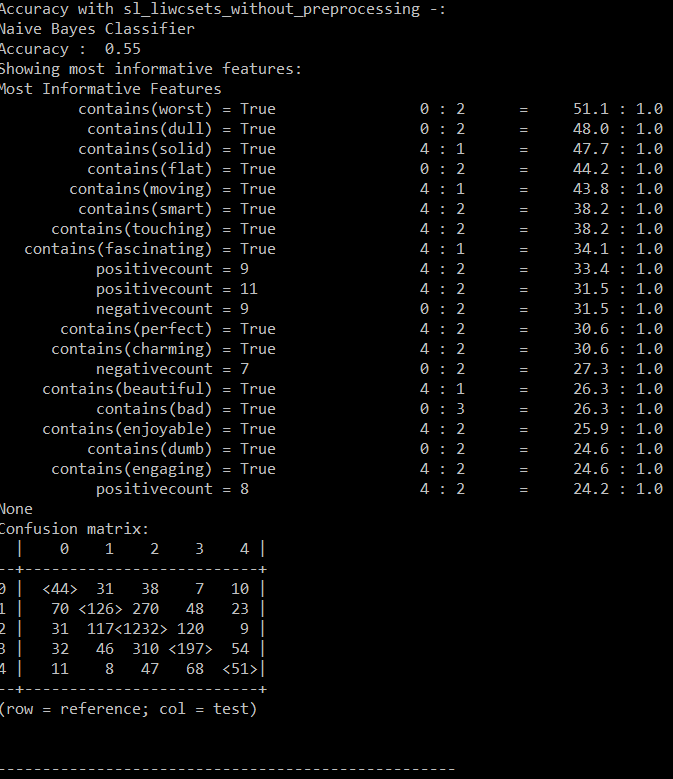 Accuracy with sl_liwcsets_without_preprocessing -:
Naive Bayes Classifier
Accuracy :  0.55
Showing most informative features:
Most Informative Features
contains(worst) = True 0 : 2 = 51.1 : 1.0
contains(dull) = True 0 : 2 = 48.0 : 1.0
contains(solid) = True 4 : 1 = 47.7 : 1.0
contains(flat) = True 0 : 2 = 44.2 : 1.0
contains(moving) = True 4 : 1 = 43.8 : 1.0
contains(smart) = True 4 : 2 = 38.2 : 1.0
contains(touching) = True 4 : 2 = 38.2 : 1.0
contains(fascinating) = True 4 : 1 = 34.1 : 1.0
positivecount = 9 4 : 2 = 33.4 : 1.0
positivecount = 11 4 : 2 = 31.5 : 1.0
negativecount = 9 0 : 2 = 31.5 : 1.0
contains(perfect) = True 4 : 2 = 30.6 : 1.0
contains(charming) = True 4 : 2 = 30.6 : 1.0
negativecount = 7 0 : 2 = 27.3 : 1.0
contains(beautiful) = True 4 : 1 = 26.3 : 1.0
contains(bad) = True 0 : 3 = 26.3 : 1.0
contains(enjoyable) = True 4 : 2 = 25.9 : 1.0
contains(dumb) = True 0 : 2 = 24.6 : 1.0
contains(engaging) = True 4 : 2 = 24.6 : 1.0
positivecount = 8 4 : 2 = 24.2 : 1.0
None
Confusion matrix:
  |    0    1    2    3    4 |
--+--------------------------+
0 |  <44>  31   38    7   10 |
1 |   70 <126> 270   48   23 |
2 |   31  117<1232> 120    9 |
3 |   32   46  310 <197>  54 |
4 |   11    8   47   68  <51>|
--+--------------------------+
(row = reference; col = test)
---------------------------------------------------